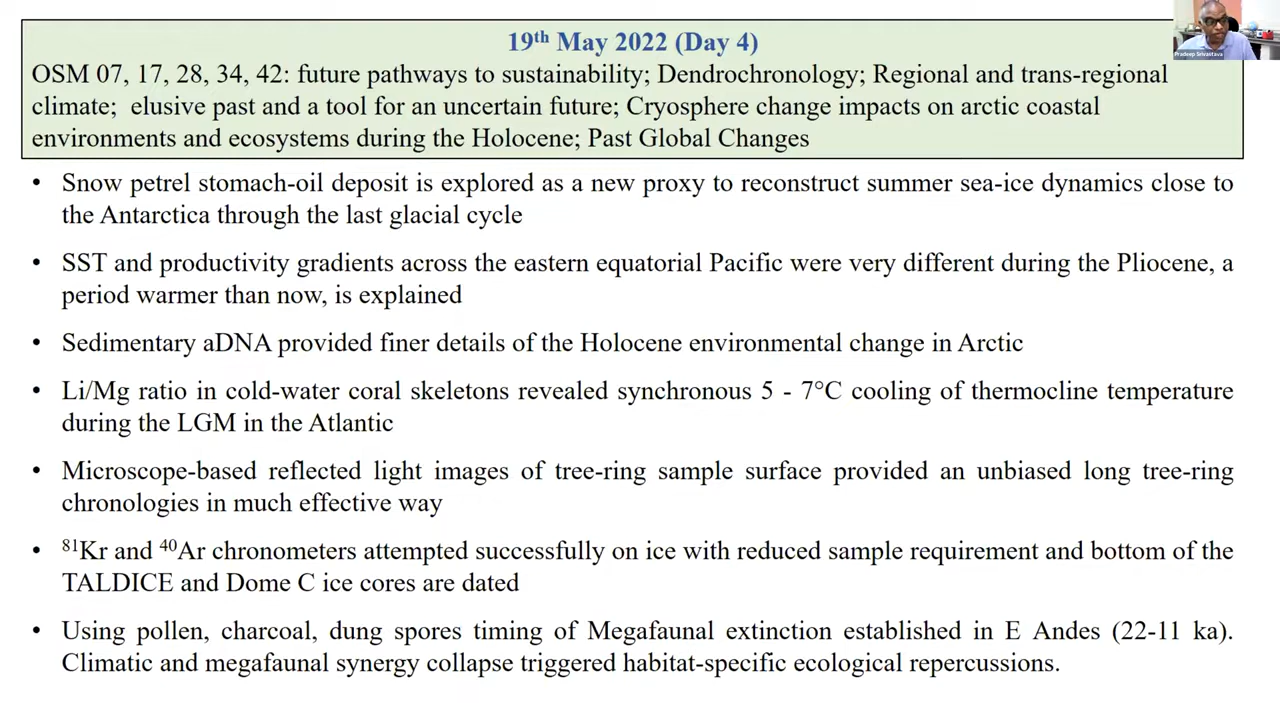 19th May 2022 (Day 4)
OSM 07, 17, 28, 34, 42: future pathways to sustainability; Dendrochronology; Regional and trans-regional
climate; elusive past and a tool for an uncertain future; Cryosphere change impacts on arctic coastal
environments and ecosystems during the Holocene; Past Global Changes
Pradeep Srivastava
• Snow petrel stomach-oil deposit is explored as a new proxy to reconstruct summer sea-ice dynamics close to
the Antarctica through the last glacial cycle
• SST and productivity gradients across the eastern equatorial Pacific were very different during the Pliocene, a
period warmer than now, is explained
• Sedimentary aDNA provided finer details of the Holocene environmental change in Arctic
• Li/Mg ratio in cold-water coral skeletons revealed synchronous 5 - 7°C cooling of thermocline temperature
during the LGM in the Atlantic
• Microscope-based reflected light images of tree-ring sample surface provided an unbiased long tree-ring
chronologies in much effective way
• ⁸¹Kr and ⁴⁰Ar chronometers attempted successfully on ice with reduced sample requirement and bottom of the
TALDICE and Dome C ice cores are dated
• Using pollen, charcoal, dung spores timing of Megafaunal extinction established in E Andes (22-11 ka).
Climatic and megafaunal synergy collapse triggered habitat-specific ecological repercussions.